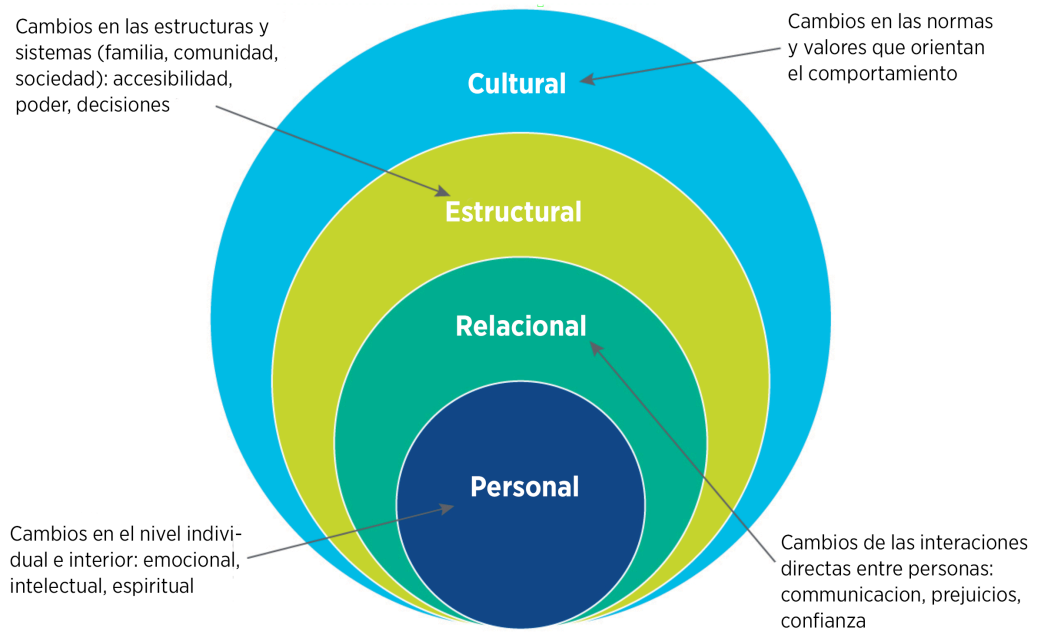 Cambios en las estructuras y
sistemas (familia, comunidad,
sociedad): accesibilidad,
poder, decisiones
Cambios en las normas
y valores que orientan
el comportamiento
Cultural
Estructural
Relacional
Personal
Cambios en el nivel indivi-
dual e interior: emocional,
intelectual, espiritual
Cambios de las interaciones
directas entre personas:
communicacion, prejuicios,
confianza